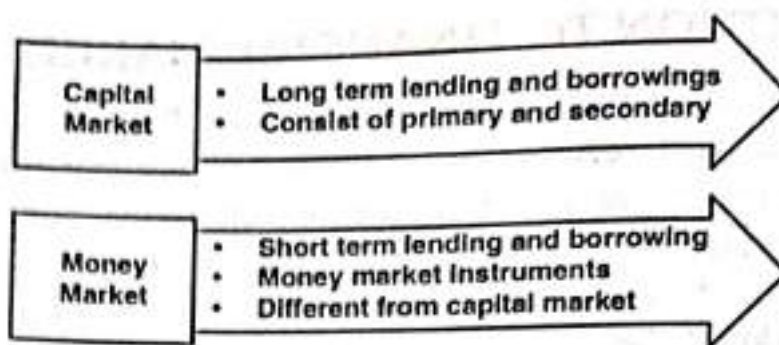 Capital
Market
• Long term lending and borrowings
• Consist of primary and secondary
Money
Market
• Short term lending and borrowing
• Money market instruments
• Different from capital market